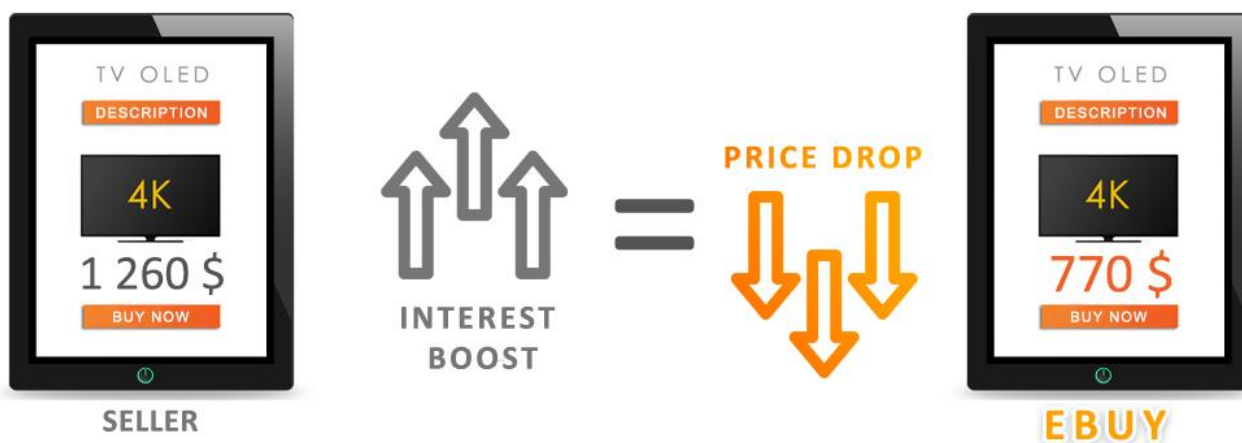 TV OLED
DESCRIPTION
4K
1 260 $
BUY NOW
SELLER
INTEREST
BOOST
=
PRICE DROP
TV OLED
DESCRIPTION
4K
770 $
BUY NOW
EBUY